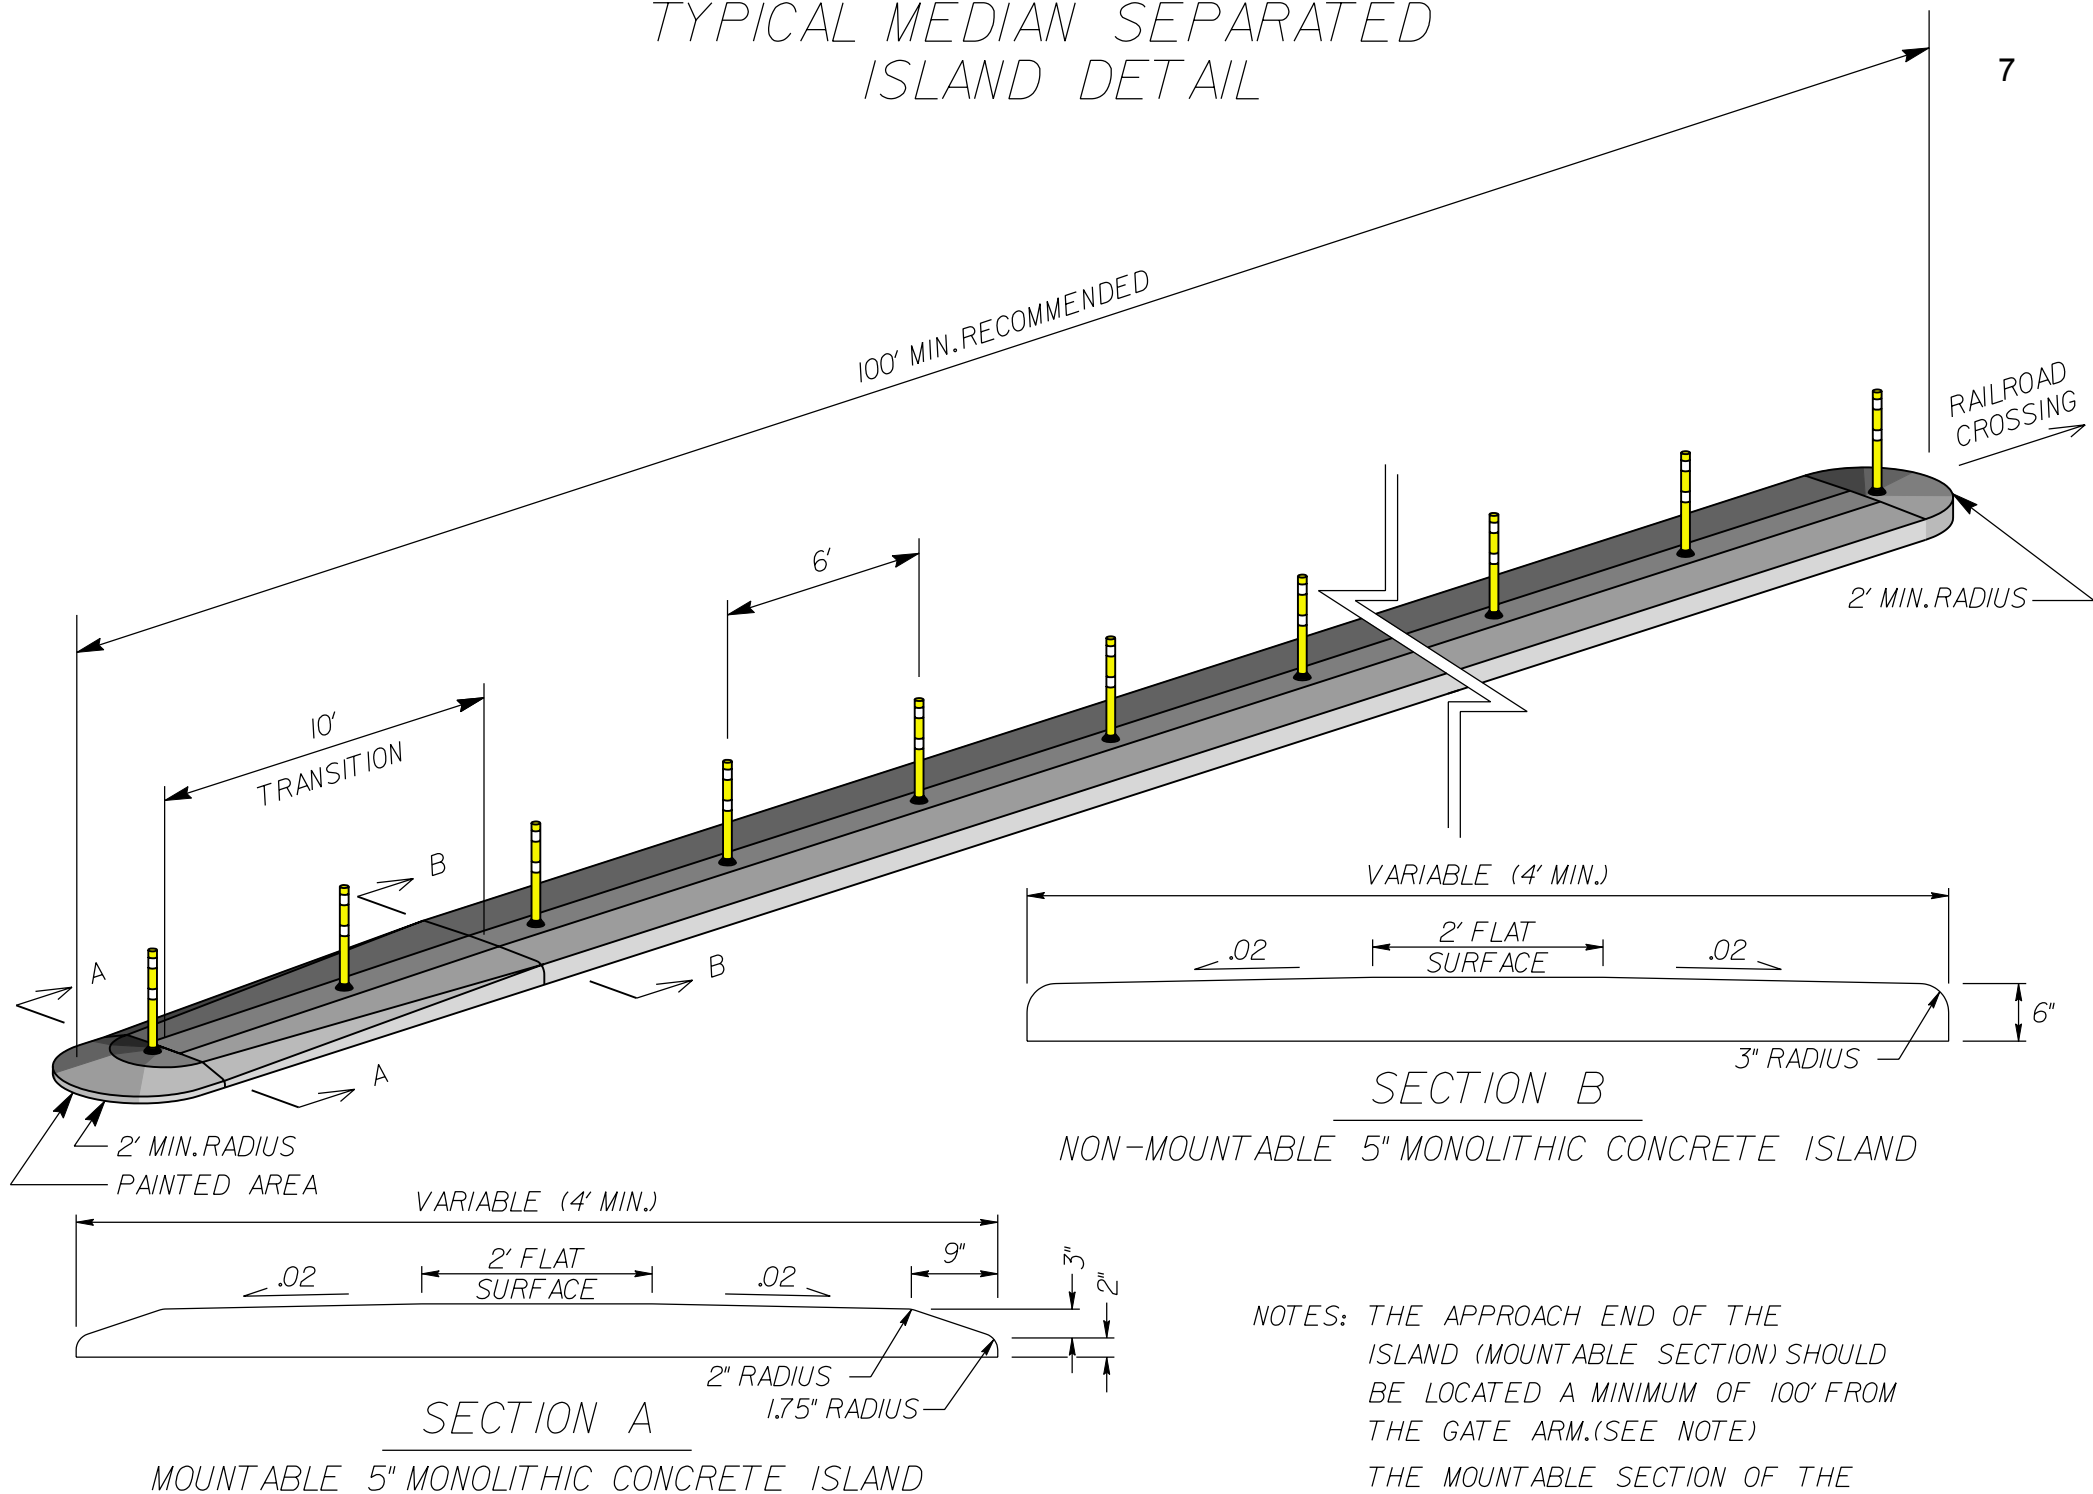 TYPICAL MEDIAN SEPARATED
ISLAND DETAIL
7
100' MIN. RECOMMENDED
RAILROAD
CROSSING
6'
2' MIN. RADIUS
10'
TRANSITION
B
A
B
A
2' MIN. RADIUS
PAINTED AREA
VARIABLE (4' MIN.)
.02
2' FLAT
SURFACE
.02
6"
3" RADIUS
SECTION B
NON-MOUNTABLE 5" MONOLITHIC CONCRETE ISLAND
VARIABLE (4' MIN.)
.02
2' FLAT
SURFACE
.02
9"
3"
2"
2" RADIUS
1.75" RADIUS
SECTION A
MOUNTABLE 5" MONOLITHIC CONCRETE ISLAND
NOTES: THE APPROACH END OF THE
ISLAND (MOUNTABLE SECTION) SHOULD
BE LOCATED A MINIMUM OF 100' FROM
THE GATE ARM. (SEE NOTE)
THE MOUNTABLE SECTION OF THE